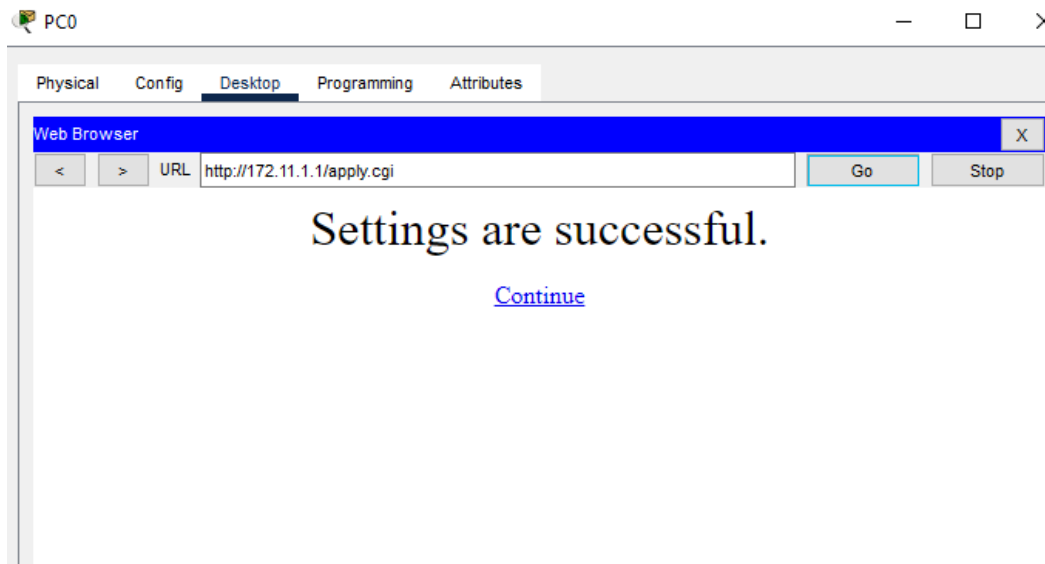 PC0
Physical Config Desktop Programming Attributes
Web Browser X
< > URL http://172.11.1.1/apply.cgi Go Stop
Settings are successful.
Continue